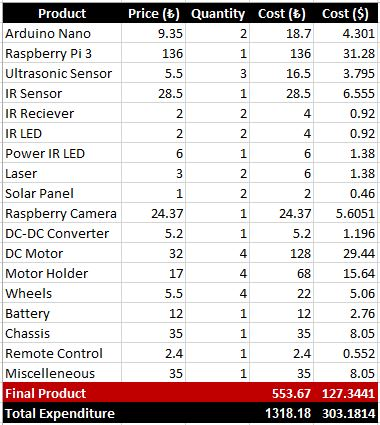 Product Price (₺) Quantity Cost (₺) Cost ($)
Arduino Nano 9.35 2 18.7 4.301
Raspberry Pi 3 136 1 136 31.28
Ultrasonic Sensor 5.5 3 16.5 3.795
IR Sensor 28.5 1 28.5 6.555
IR Reciever 2 2 4 0.92
IR LED 2 2 4 0.92
Power IR LED 6 1 6 1.38
Laser 3 2 6 1.38
Solar Panel 1 2 2 0.46
Raspberry Camera 24.37 1 24.37 5.6051
DC-DC Converter 5.2 1 5.2 1.196
DC Motor 32 4 128 29.44
Motor Holder 17 4 68 15.64
Wheels 5.5 4 22 5.06
Battery 12 1 12 2.76
Chassis 35 1 35 8.05
Remote Control 2.4 1 2.4 0.552
Miscelleneous 35 1 35 8.05
Final Product 553.67 127.3441
Total Expenditure 1318.18 303.1814